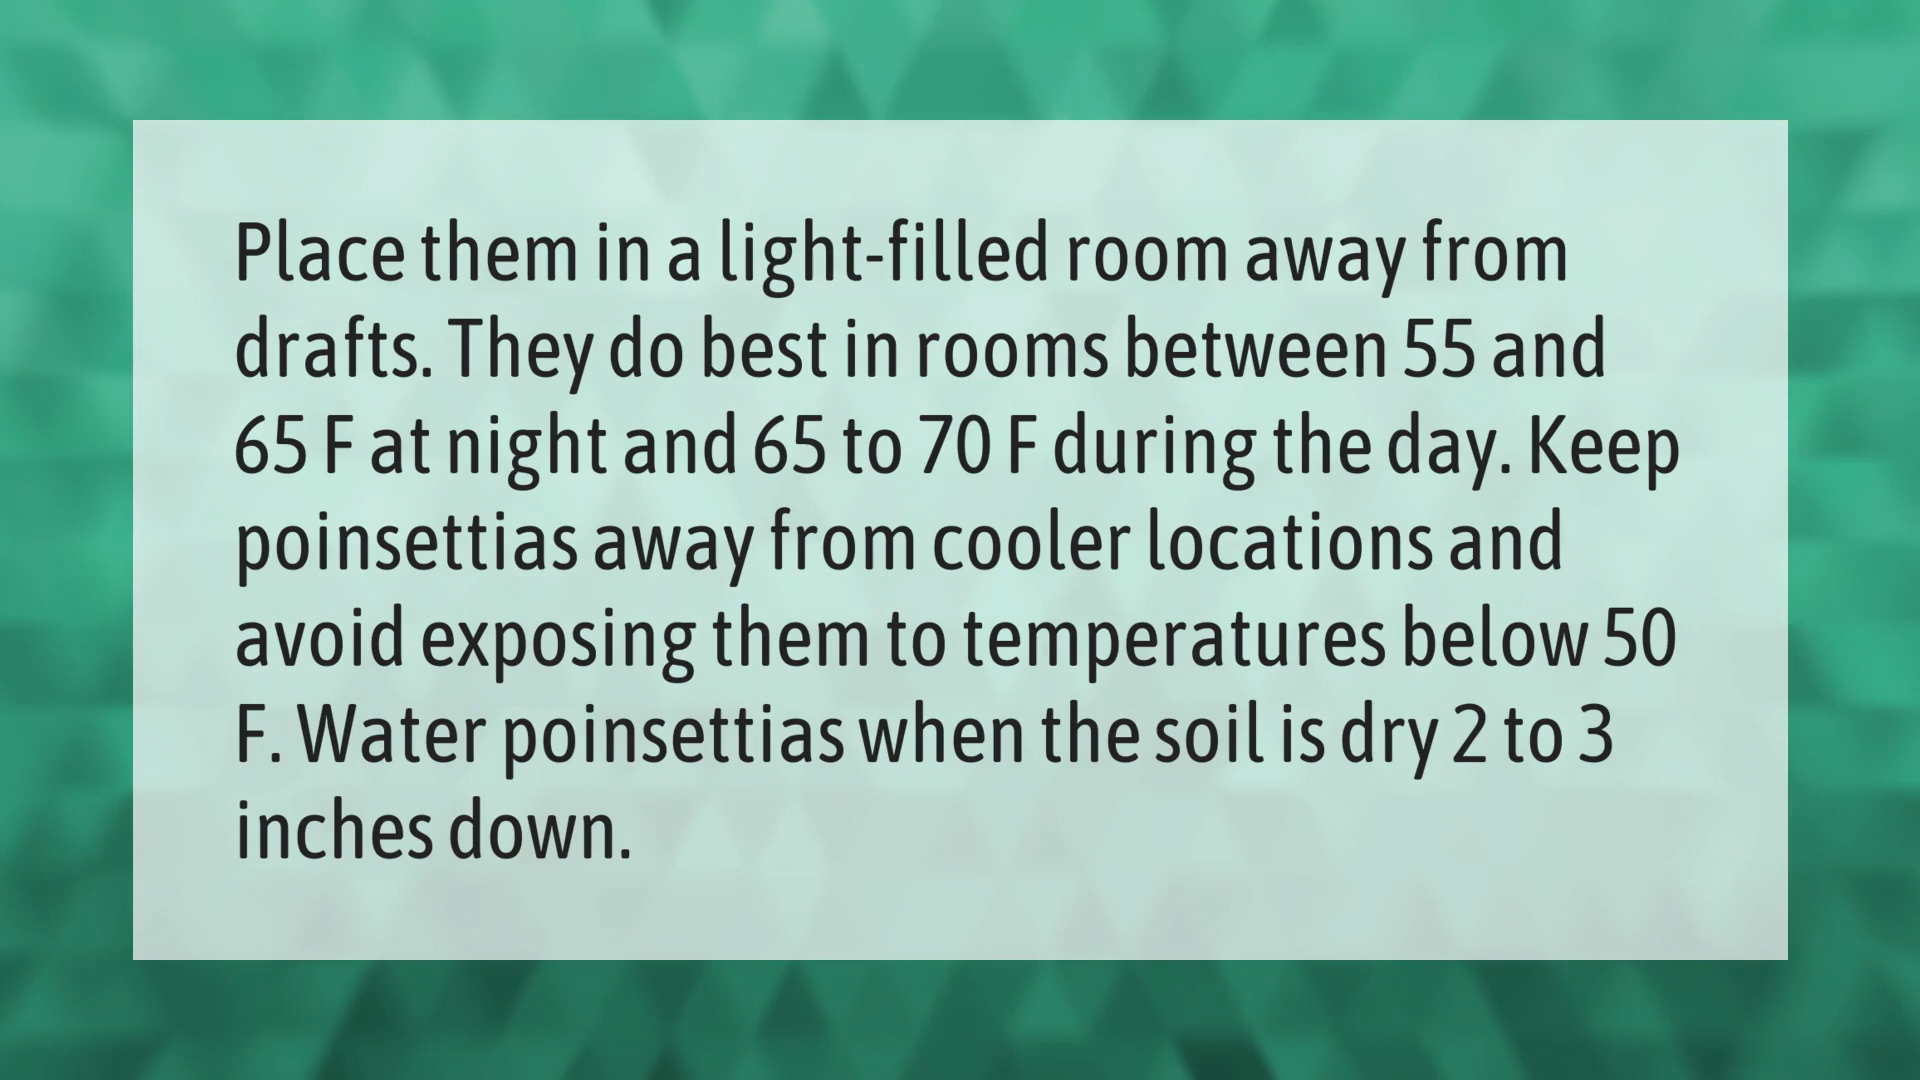 Place them in a light-filled room away from
drafts. They do best in rooms between 55 and
65 F at night and 65 to 70 F during the day. Keep
poinsettias away from cooler locations and
avoid exposing them to temperatures below 50
F. Water poinsettias when the soil is dry 2 to 3
inches down.